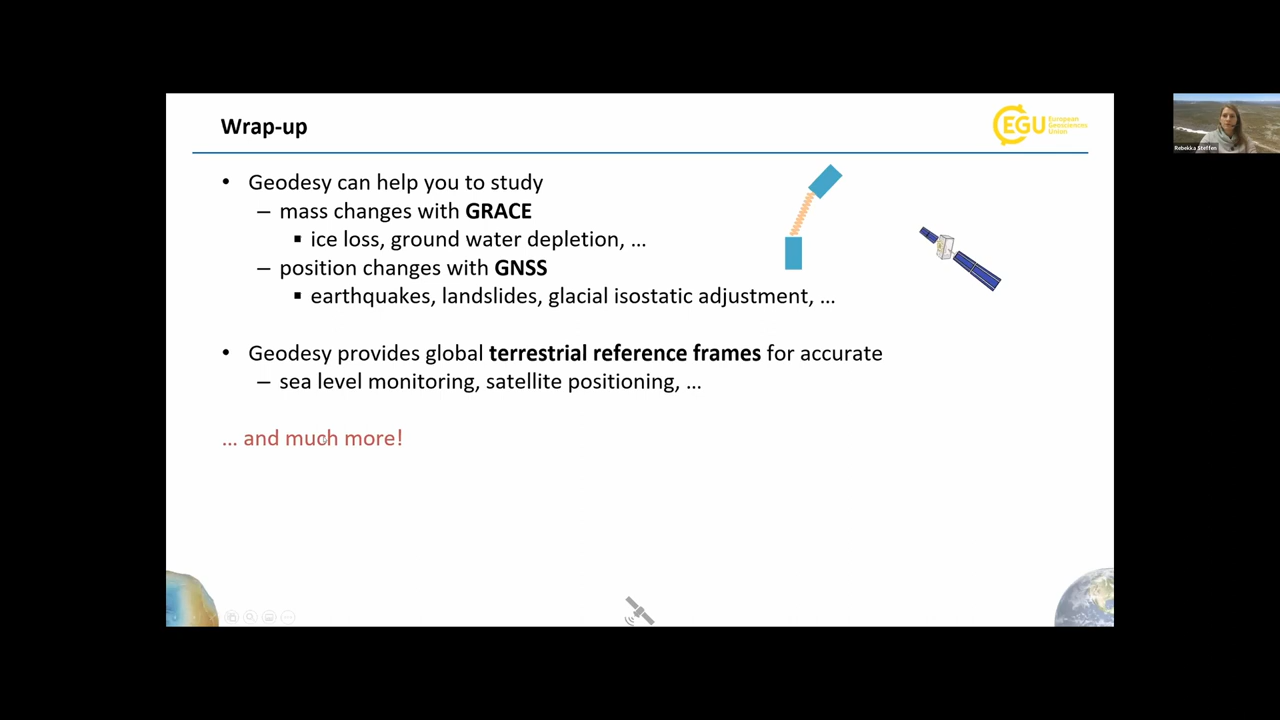 Wrap-up
EGU European
Geosciences
Union
• Geodesy can help you to study
– mass changes with GRACE
▪ ice loss, ground water depletion, ...
– position changes with GNSS
▪ earthquakes, landslides, glacial isostatic adjustment, ...
• Geodesy provides global terrestrial reference frames for accurate
– sea level monitoring, satellite positioning, ...
... and much more!
Rebekka Steffen